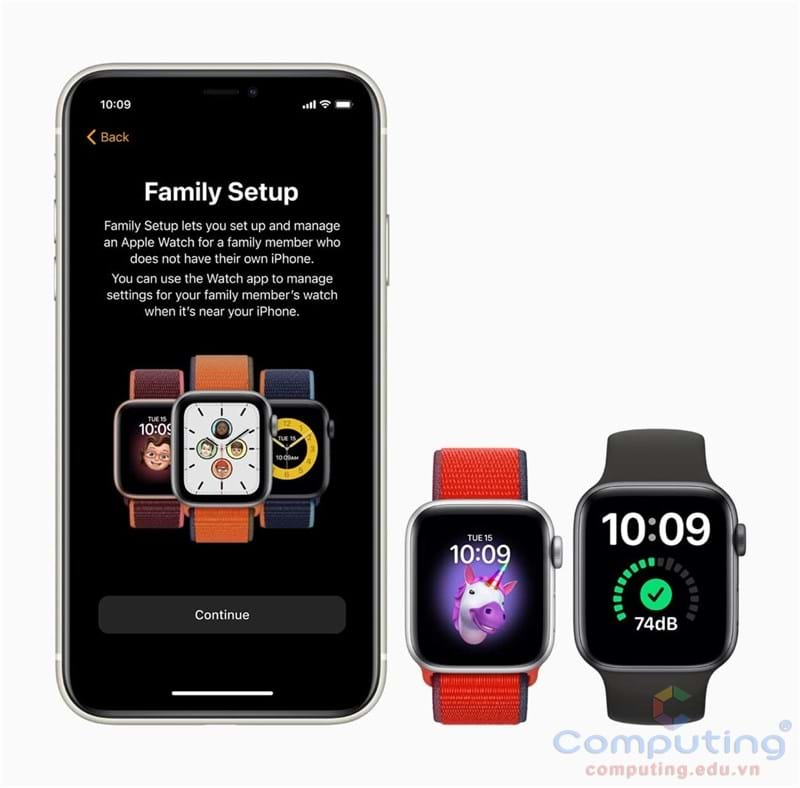 10:09
Back
Family Setup
Family Setup lets you set up and manage
an Apple Watch for a family member who
does not have their own iPhone.
You can use the Watch app to manage
settings for your family member's watch
when it's near your iPhone.
TUE 15
10:09
TUE 15
10:09AM
Continue
TUE 15
10:09
10:09
74dB
Computing®
computing.edu.vn